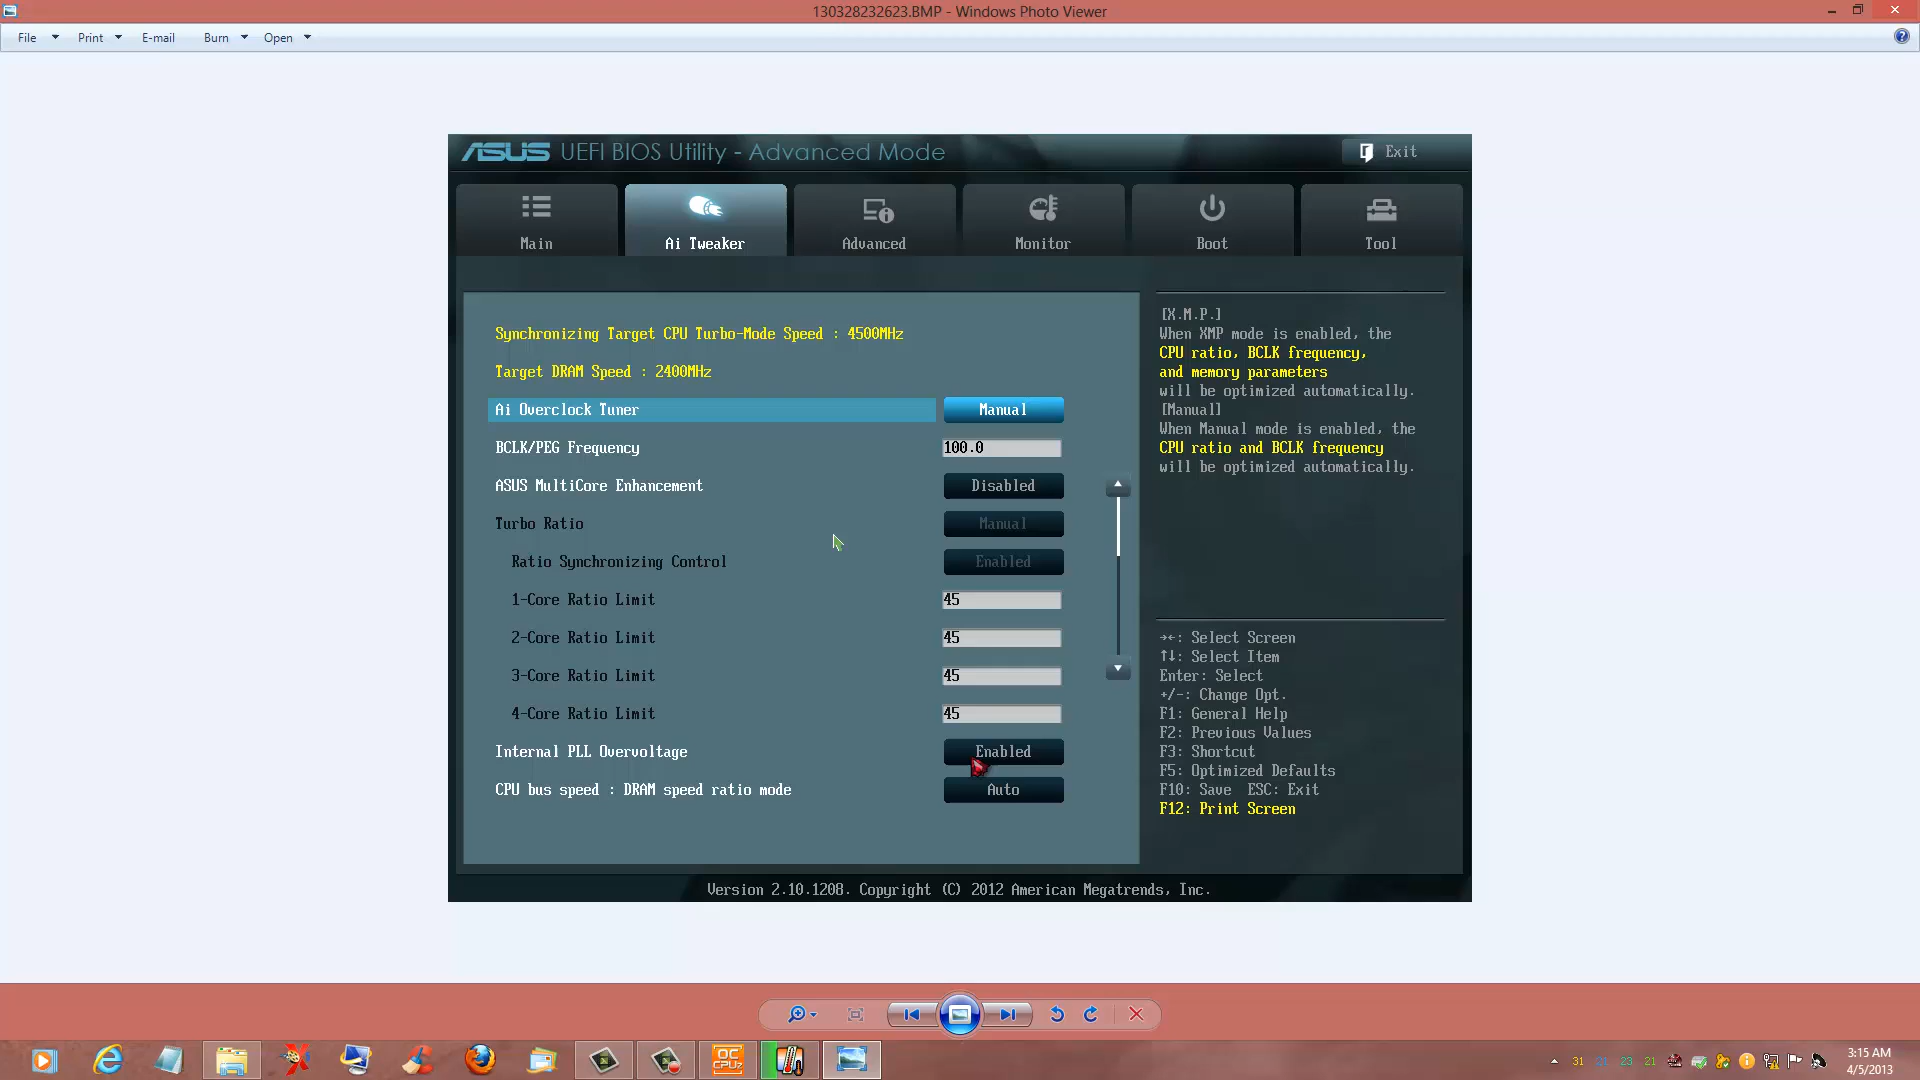 130328232623.BMP - Windows Photo Viewer
File Print E-mail Burn Open
ASUS UEFI BIOS Utility - Advanced Mode
Exit
Main Ai Tweaker Advanced Monitor Boot Tool
Synchronizing Target CPU Turbo-Mode Speed : 4500MHz
Target DRAM Speed : 2400MHz
Ai Overclock Tuner Manual
BCLK/PEG Frequency 100.0
ASUS MultiCore Enhancement Disabled
Turbo Ratio Manual
Ratio Synchronizing Control Enabled
1-Core Ratio Limit 45
2-Core Ratio Limit 45
3-Core Ratio Limit 45
4-Core Ratio Limit 45
Internal PLL Overvoltage Enabled
CPU bus speed : DRAM speed ratio mode Auto
[X.M.P.]
When XMP mode is enabled, the
CPU ratio, BCLK frequency,
and memory parameters
will be optimized automatically.
[Manual]
When Manual mode is enabled, the
CPU ratio and BCLK frequency
will be optimized automatically.
→←: Select Screen
↑↓: Select Item
Enter: Select
+/-: Change Opt.
F1: General Help
F2: Previous Values
F3: Shortcut
F5: Optimized Defaults
F10: Save ESC: Exit
F12: Print Screen
Version 2.10.1208. Copyright (C) 2012 American Megatrends, Inc.
OC
CPUz
31 23 21
3:15 AM
4/5/2013